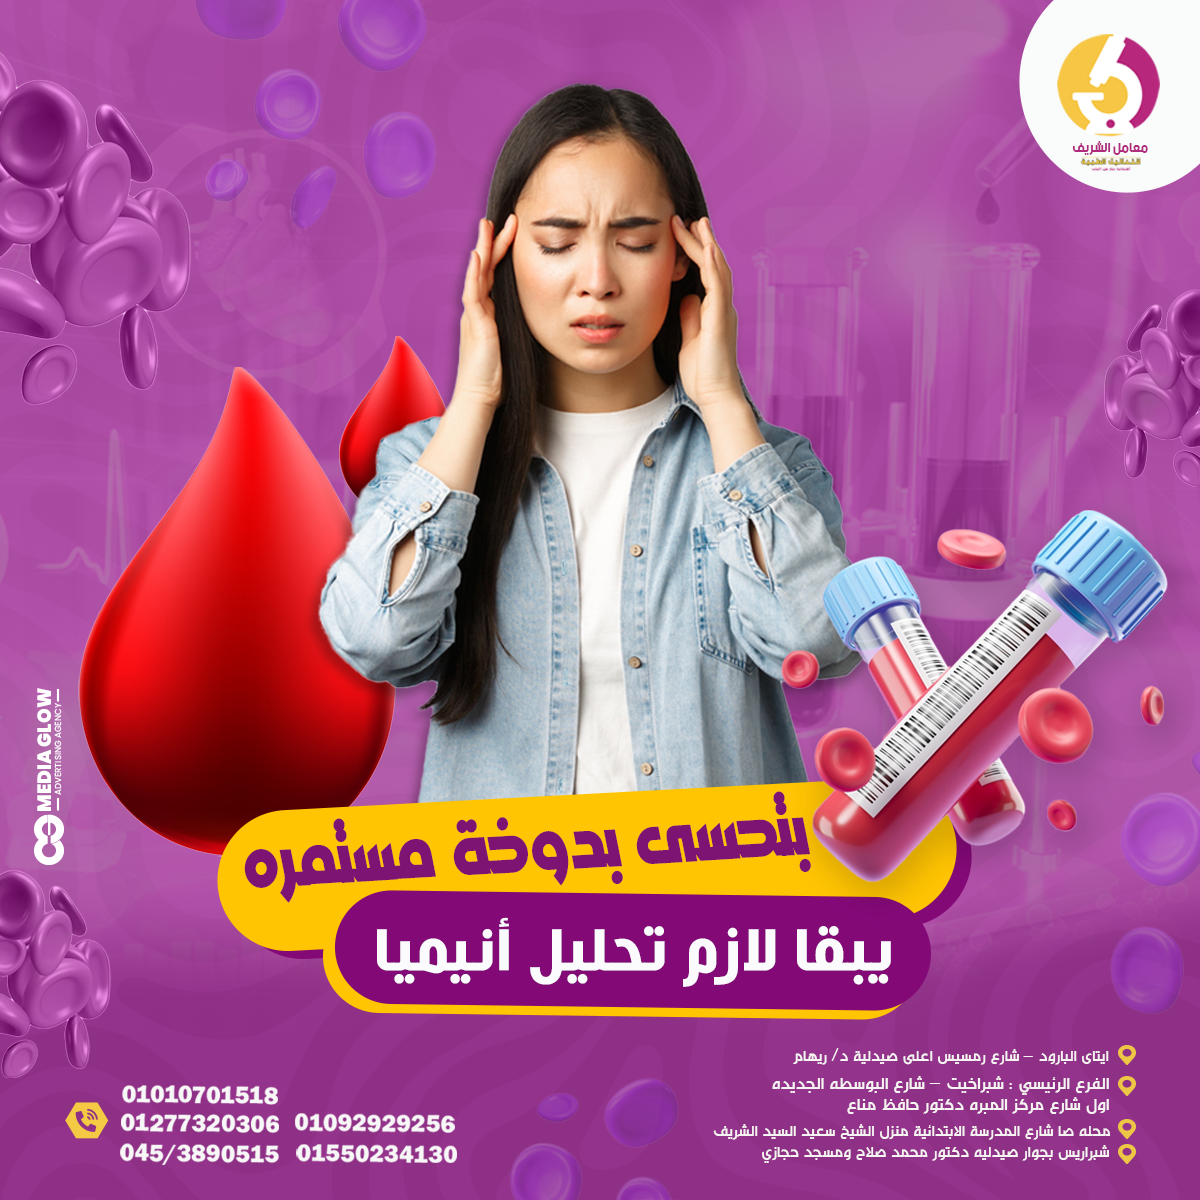 معامل الشريف
للتحاليل الطبية
بتحسى بدوخة مستمره
يبقا لازم تحليل أنيميا
ايتاى البارود – شارع رمسيس اعلى صيدلية د/ ريهام
الفرع الرئيسي : شبراخيت – شارع البوسطه الجديده
اول شارع مركز المبره دكتور حافظ مناع
محله صا شارع المدرسة الابتدائية منزل الشيخ سعيد السيد الشريف
شبراريس بجوار صيدليه دكتور محمد صلاح ومسجد حجازي
01010701518
01277320306 01092929256
045/3890515 01550234130
MEDIA GLOW
ADVERTISING AGENCY